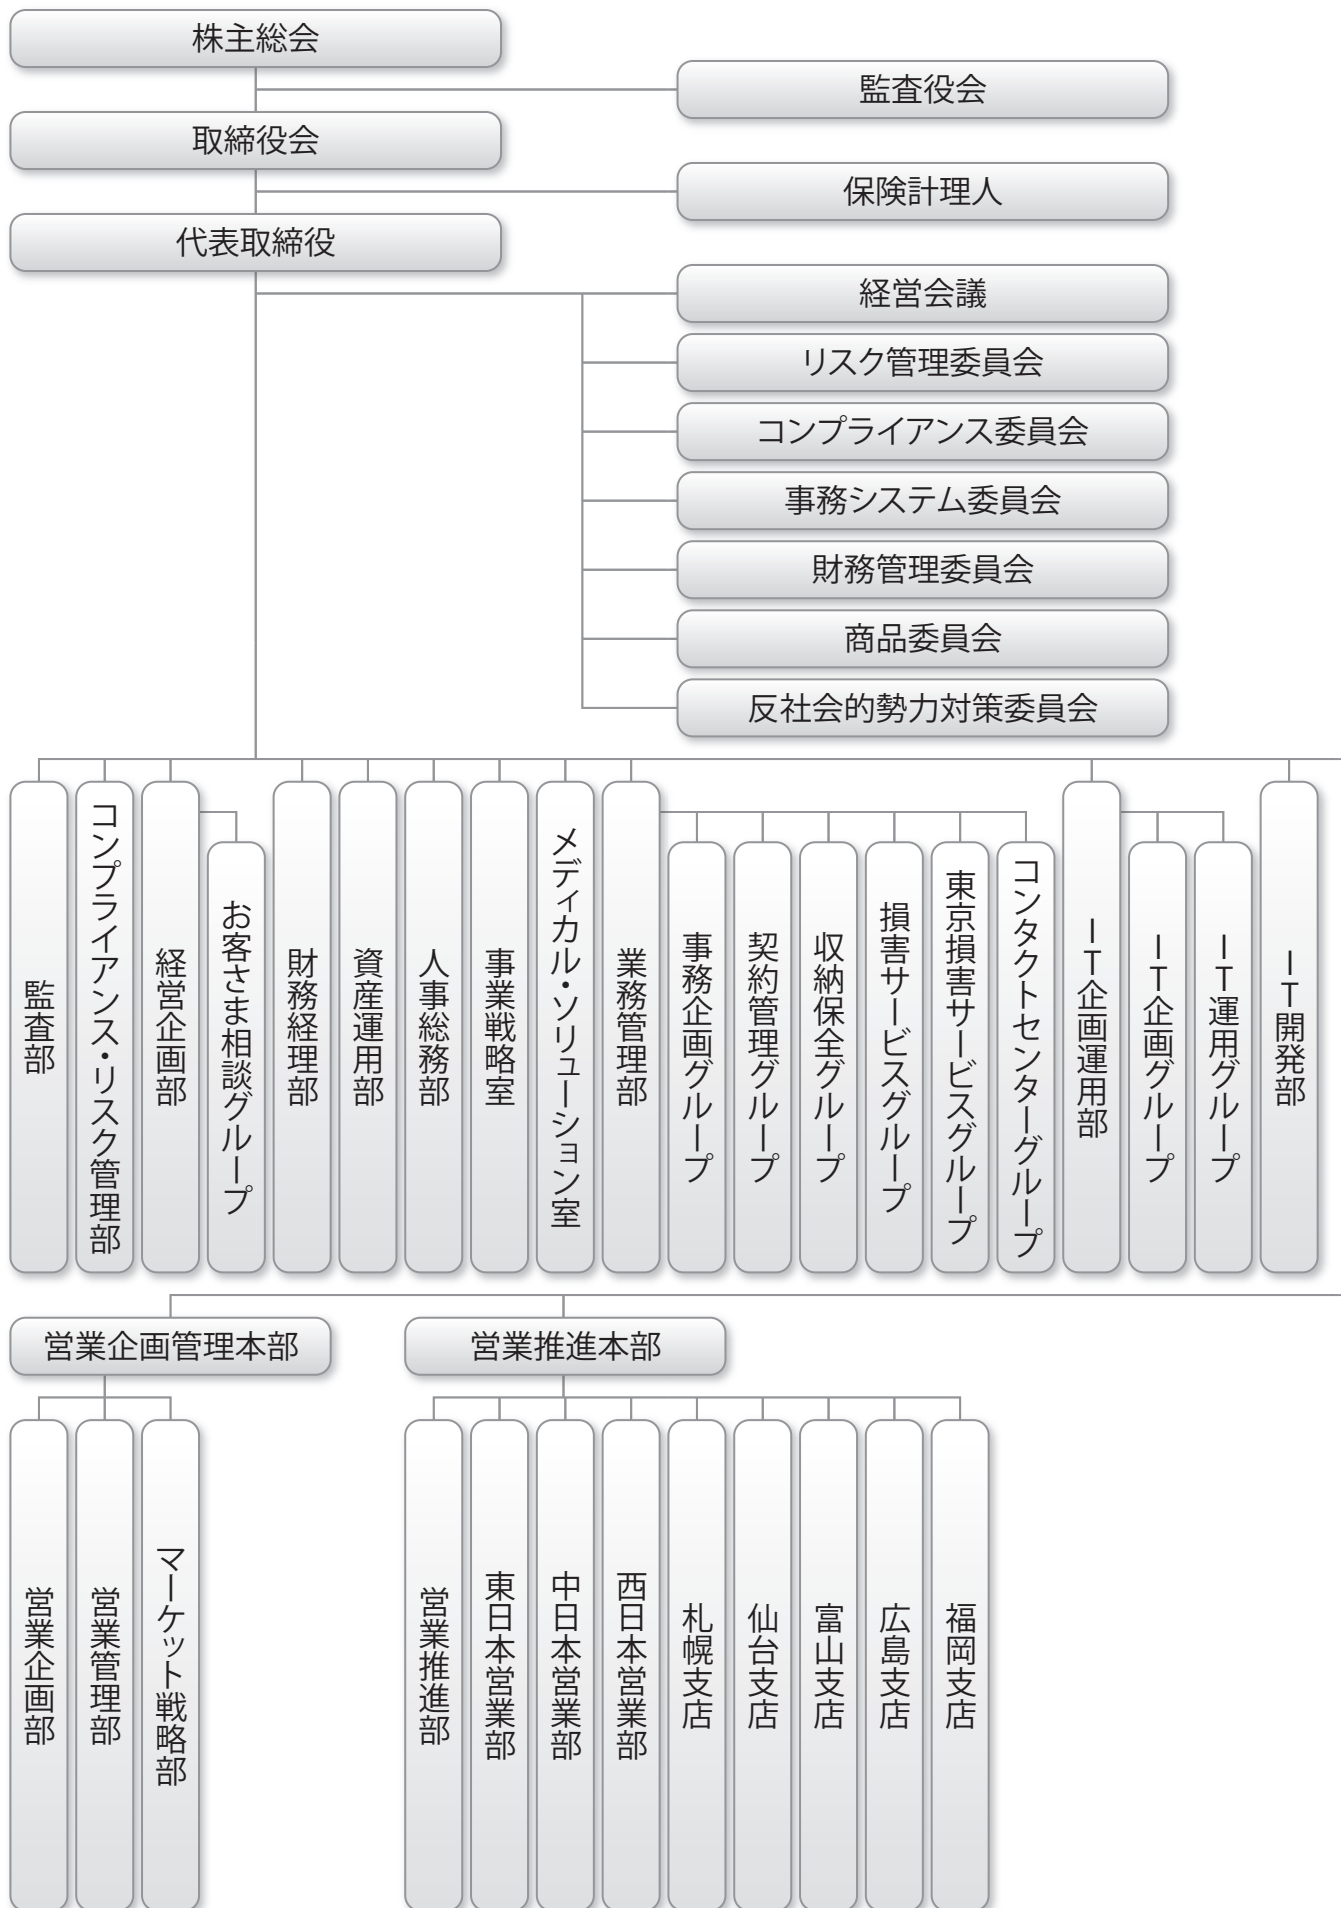 株主総会
監査役会
取締役会
保険計理人
代表取締役
経営会議
リスク管理委員会
コンプライアンス委員会
事務システム委員会
財務管理委員会
商品委員会
反社会的勢力対策委員会
監査部
コンプライアンス・リスク管理部
経営企画部
お客さま相談グループ
財務経理部
資産運用部
人事総務部
事業戦略室
メディカル・ソリューション室
業務管理部
事務企画グループ
契約管理グループ
収納保全グループ
損害サービスグループ
東京損害サービスグループ
コンタクトセンターグループ
IT企画運用部
IT企画グループ
IT運用グループ
IT開発部
営業企画管理本部
営業推進本部
営業企画部
営業管理部
マーケット戦略部
営業推進部
東日本営業部
中日本営業部
西日本営業部
札幌支店
仙台支店
富山支店
広島支店
福岡支店